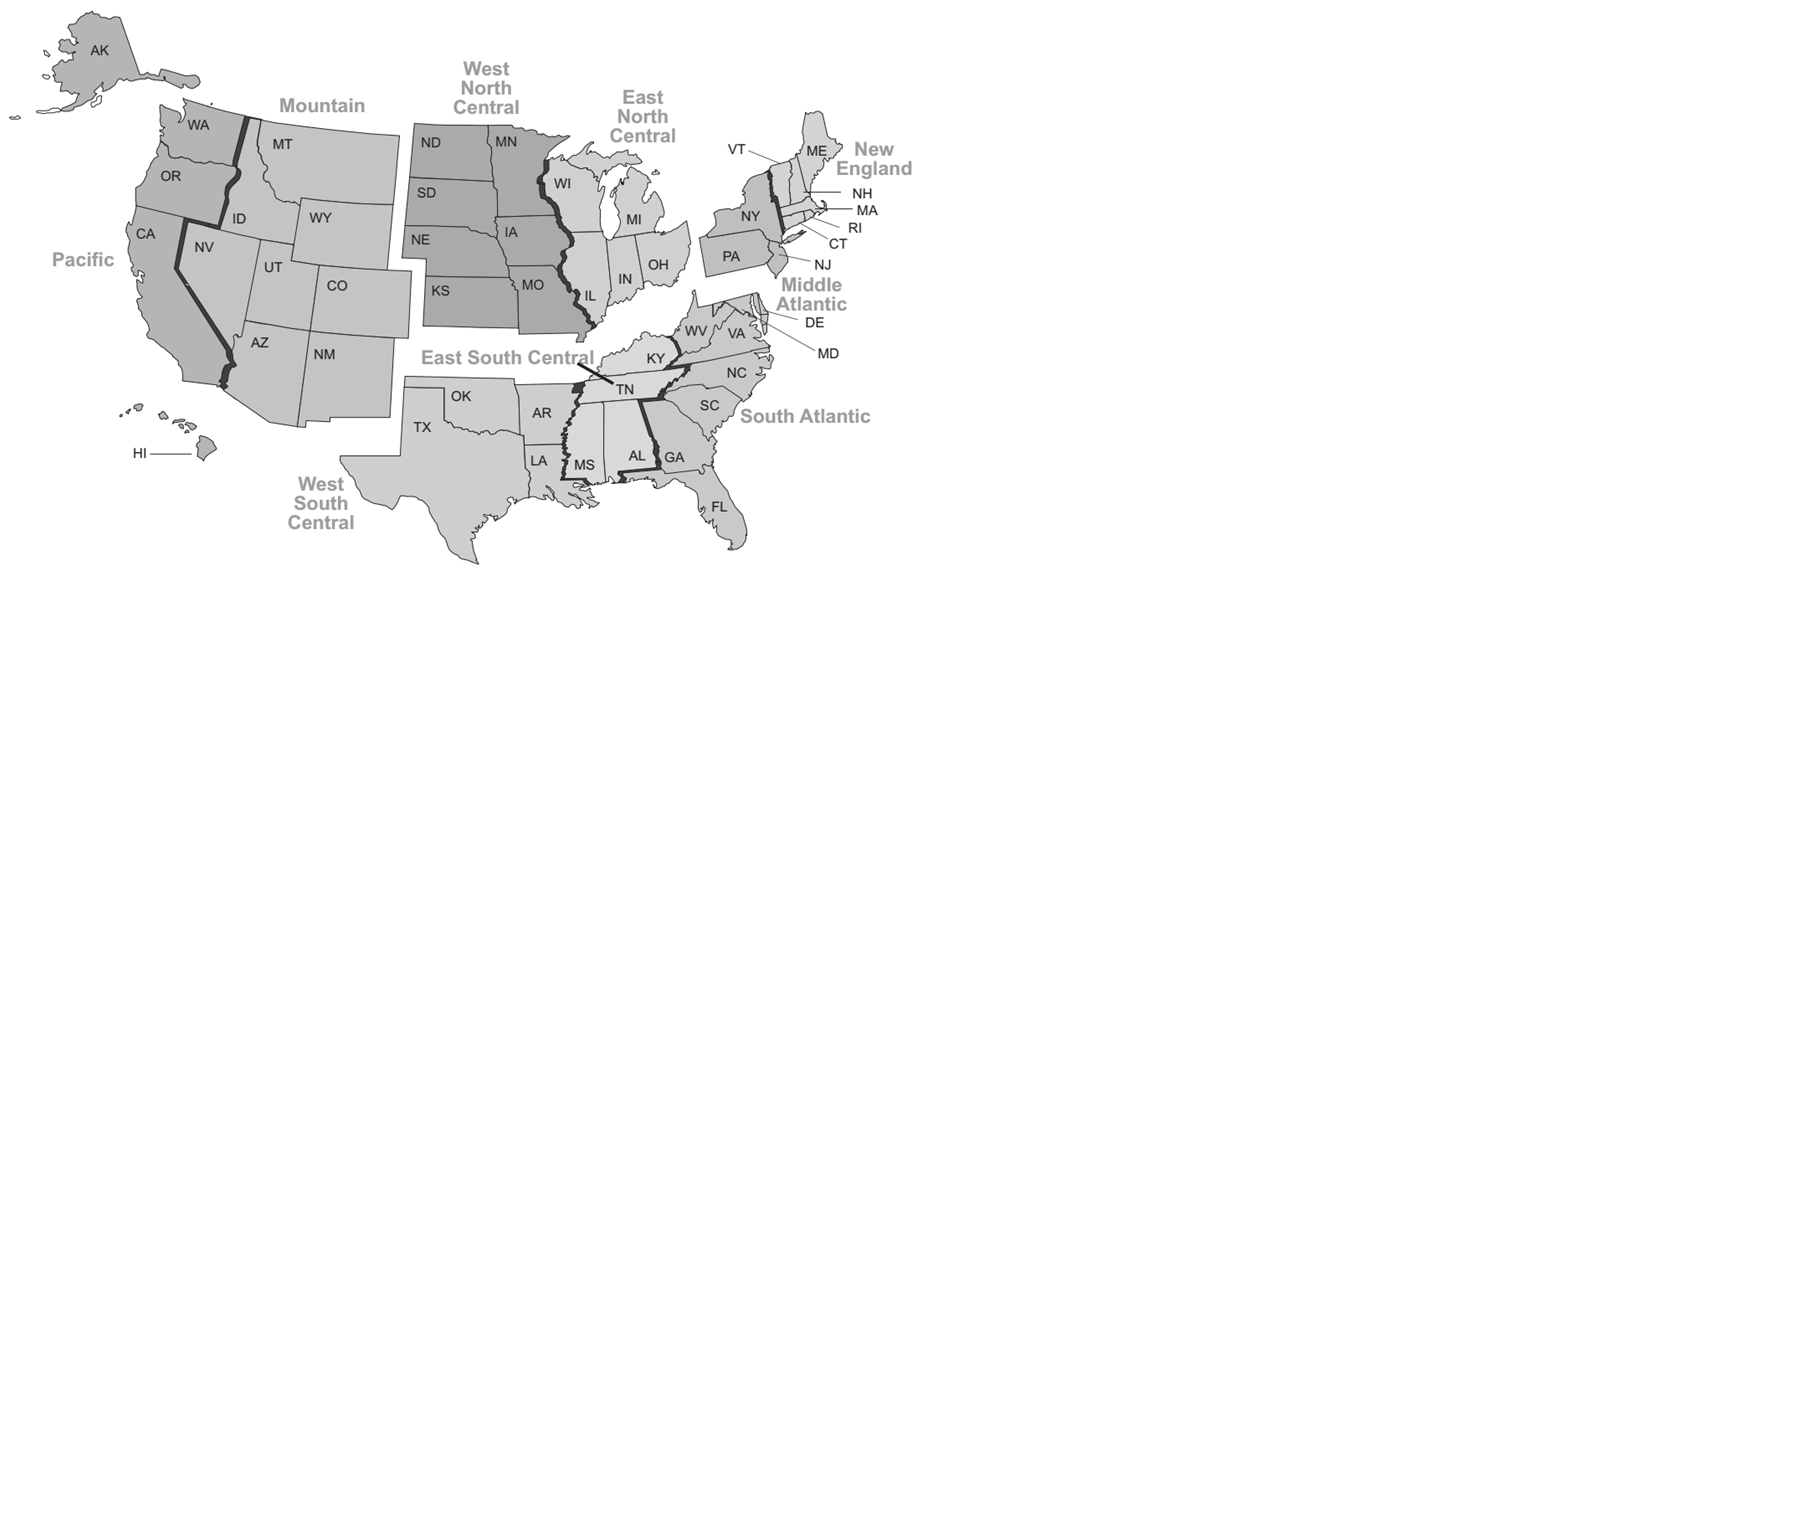 AK
West
North
Central
Mountain
East
North
Central
WA
MT
ND
MN
VT
ME
New
England
OR
SD
WI
NH
MA
ID
WY
MI
NY
RI
CA
NE
IA
CT
Pacific
NV
UT
OH
PA
NJ
CO
KS
MO
IN
IL
Middle
Atlantic
DE
WV
VA
MD
AZ
NM
East South Central
KY
NC
TN
OK
AR
SC
South Atlantic
TX
HI
LA
MS
AL
GA
West
South
Central
FL